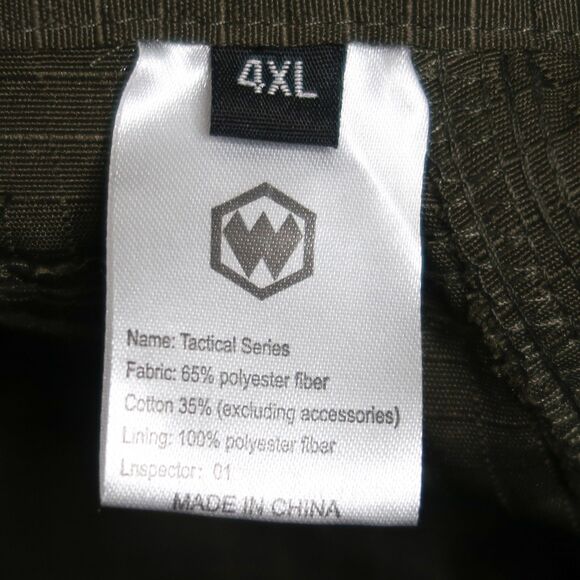 4XL
W
Name: Tactical Series
Fabric: 65% polyester fiber
Cotton 35% (excluding accessories)
Lining: 100% polyester fiber
Lnspector: 01
MADE IN CHINA